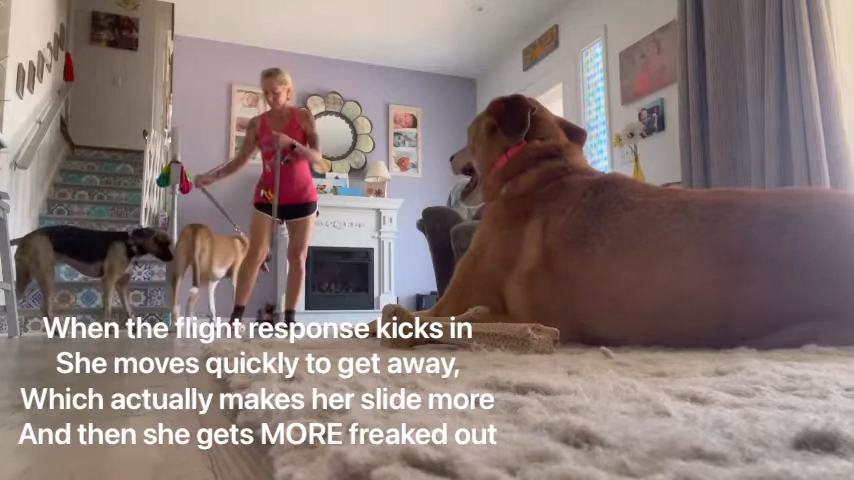 When the flight response kicks in
She moves quickly to get away,
Which actually makes her slide more
And then she gets MORE freaked out